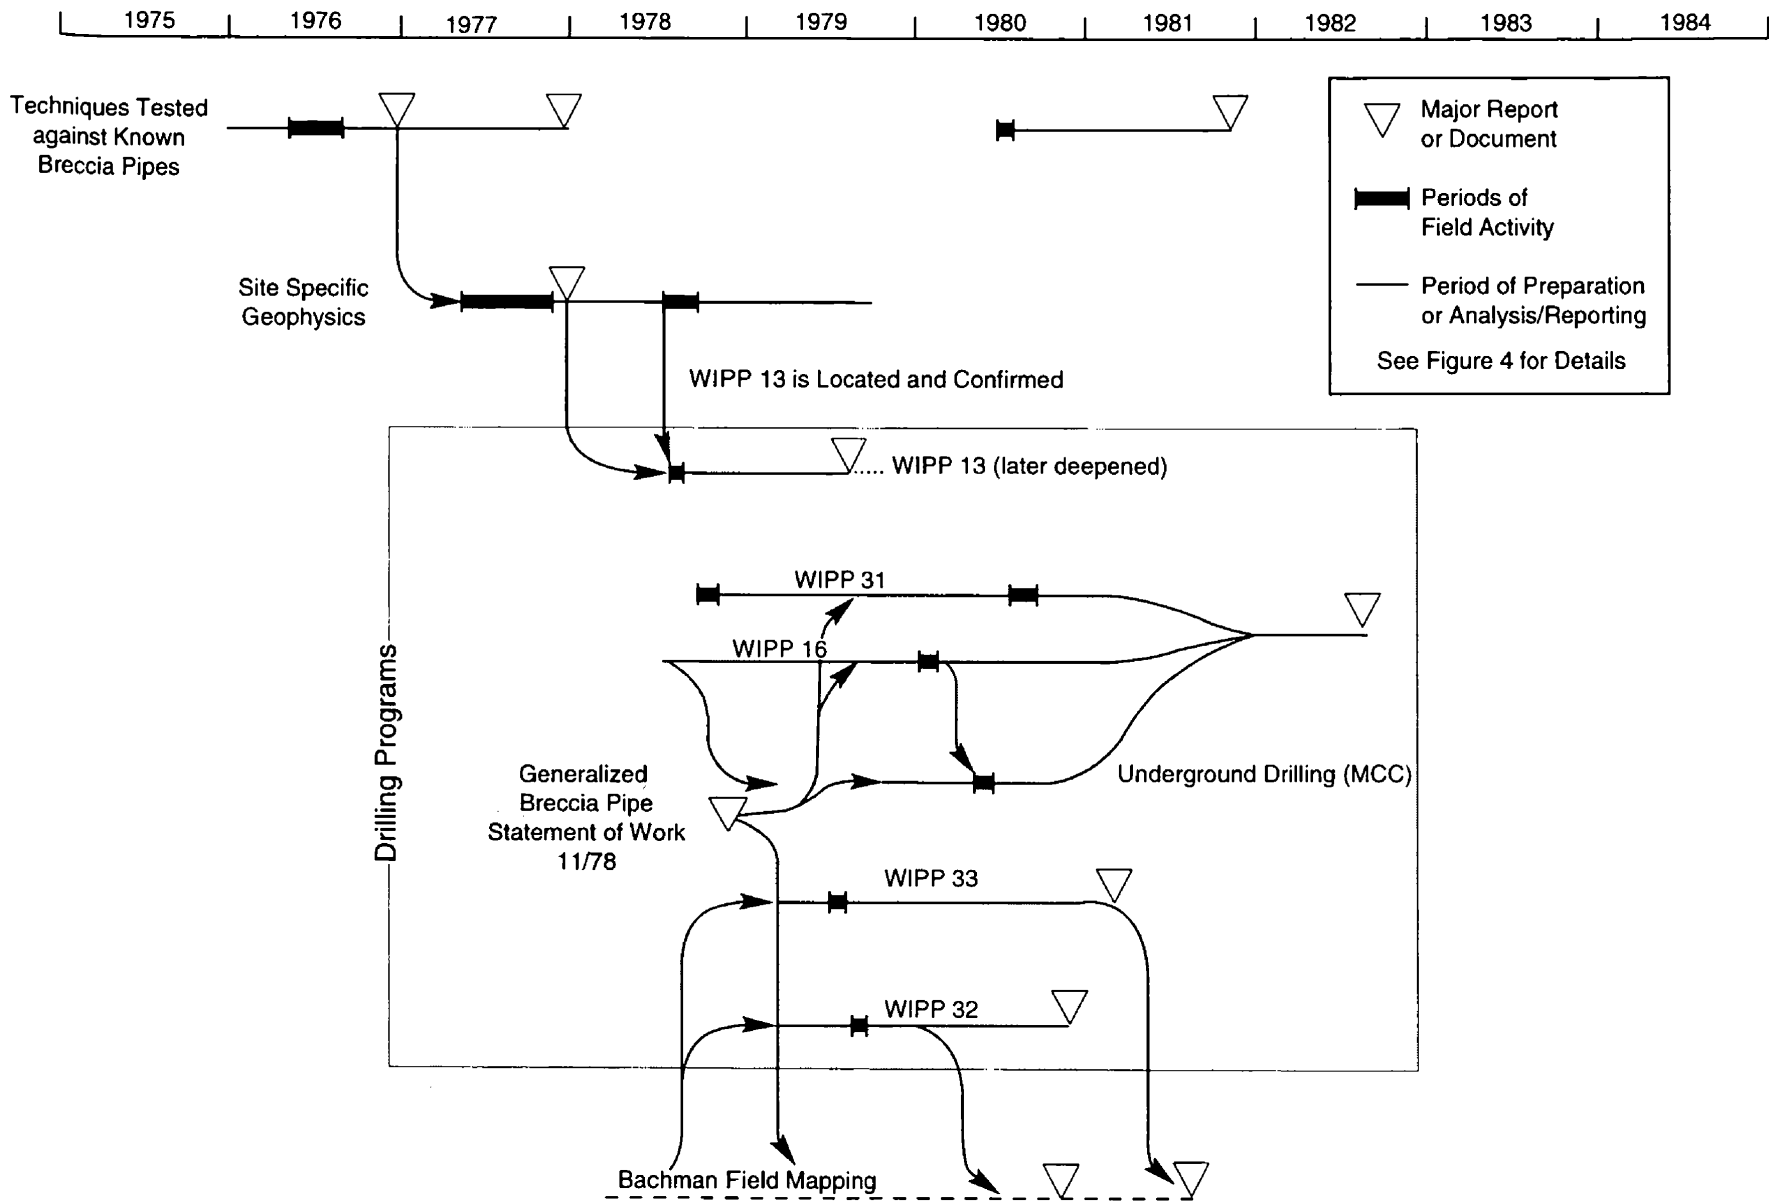 1975 1976 1977 1978 1979 1980 1981 1982 1983 1984
Techniques Tested
against Known
Breccia Pipes
Major Report
or Document
Periods of
Field Activity
Period of Preparation
or Analysis/Reporting
See Figure 4 for Details
Site Specific
Geophysics
WIPP 13 is Located and Confirmed
WIPP 13 (later deepened)
Drilling Programs
WIPP 31
WIPP 16
Generalized
Breccia Pipe
Statement of Work
11/78
Underground Drilling (MCC)
WIPP 33
WIPP 32
Bachman Field Mapping